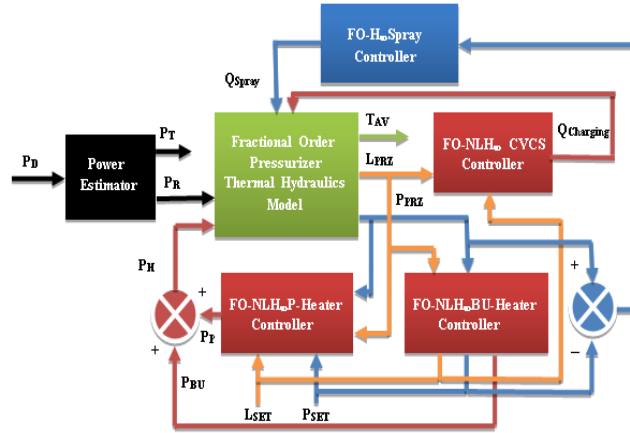 FO-H∞Spray
Controller
QSpray
TAV
QCharging
Fractional Order
Pressurizer
Thermal Hydraulics
Model
LPRZ
FO-NLH∞ CVCS
Controller
PD
Power
Estimator
PT
PR
PPRZ
PH
+
+
FO-NLH∞P-Heater
Controller
FO-NLH∞BU-Heater
Controller
PP
+
−
PBU
LSET
PSET